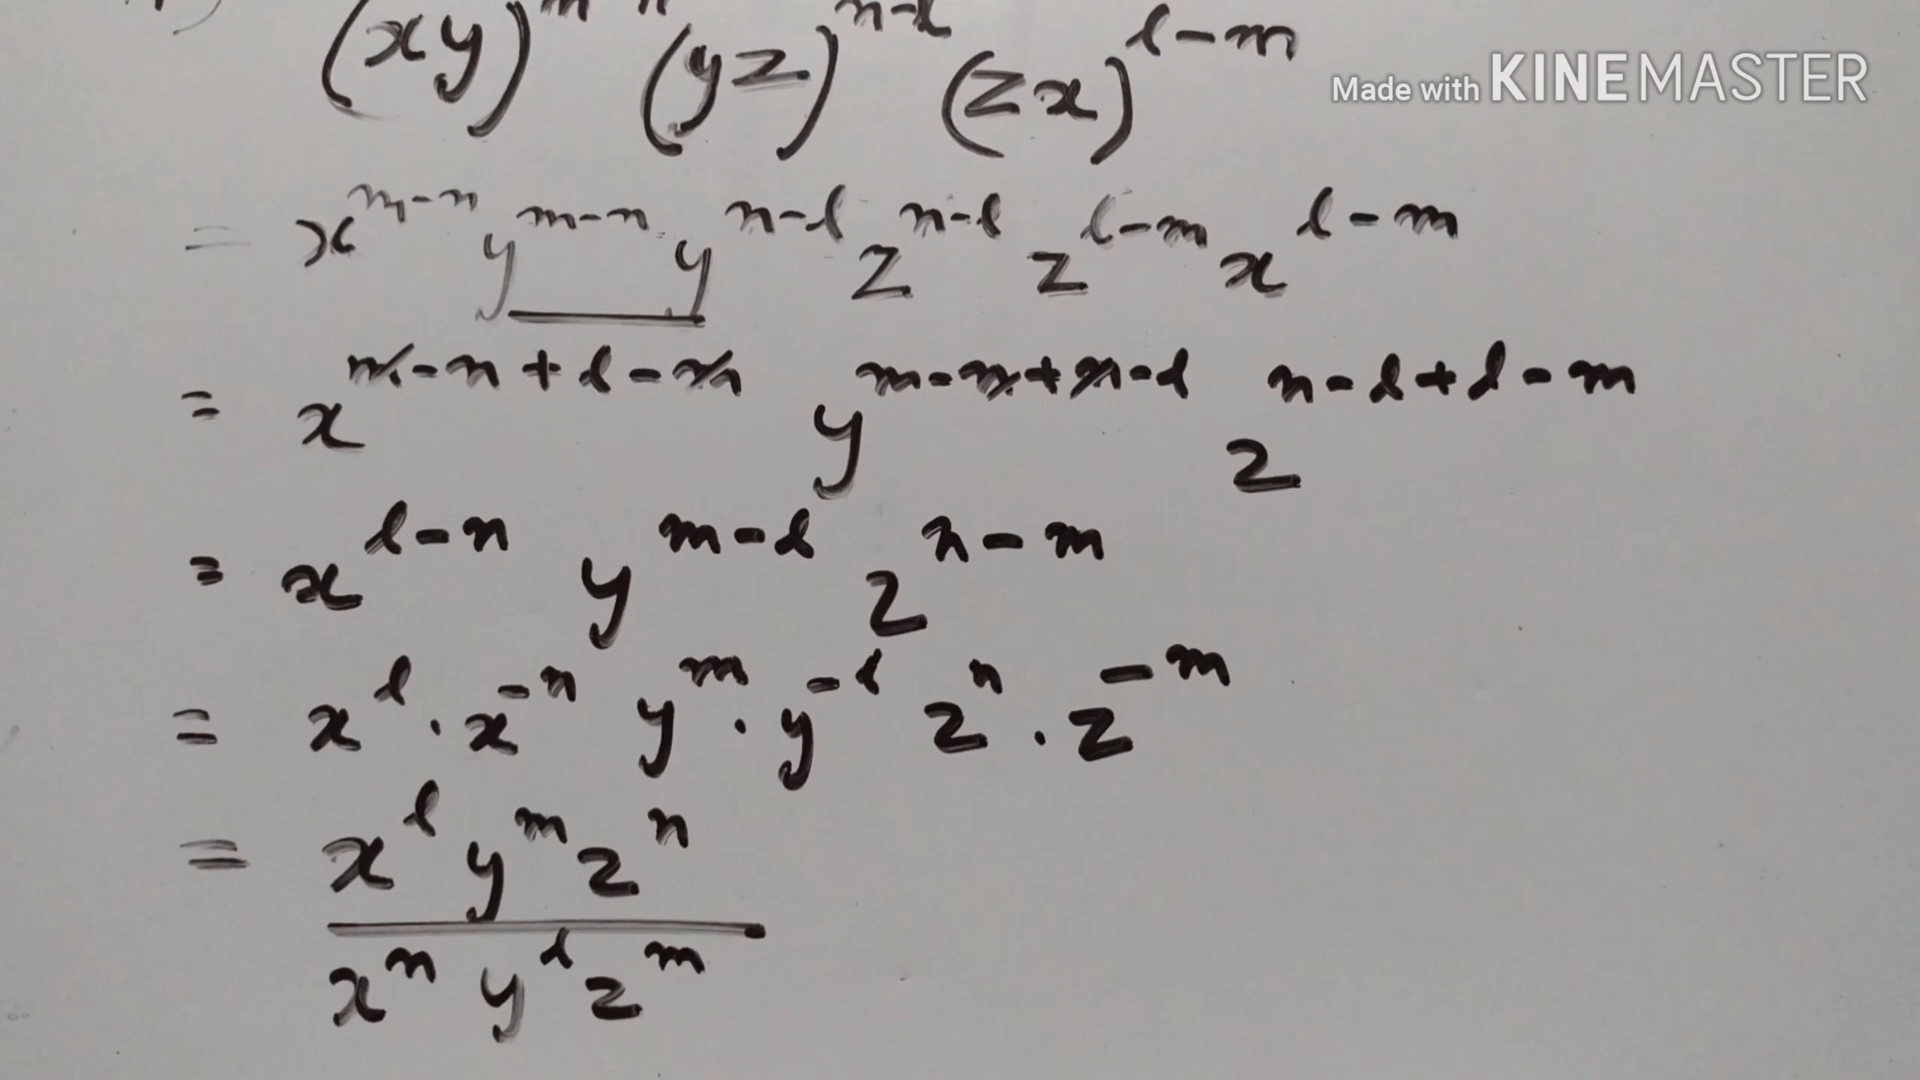 (xy)^{m-n} (yz)^{n-l} (zx)^{l-m}
Made with KINEMASTER
= x^{m-n} y^{m-n} y^{n-l} z^{n-l} z^{l-m} x^{l-m}
= x^{m-n+l-m} y^{m-n+n-l} z^{n-l+l-m}
= x^{l-n} y^{m-l} z^{n-m}
= x^l . x^{-n} y^m . y^{-l} z^n . z^{-m}
= x^l y^m z^n
x^n y^l z^m